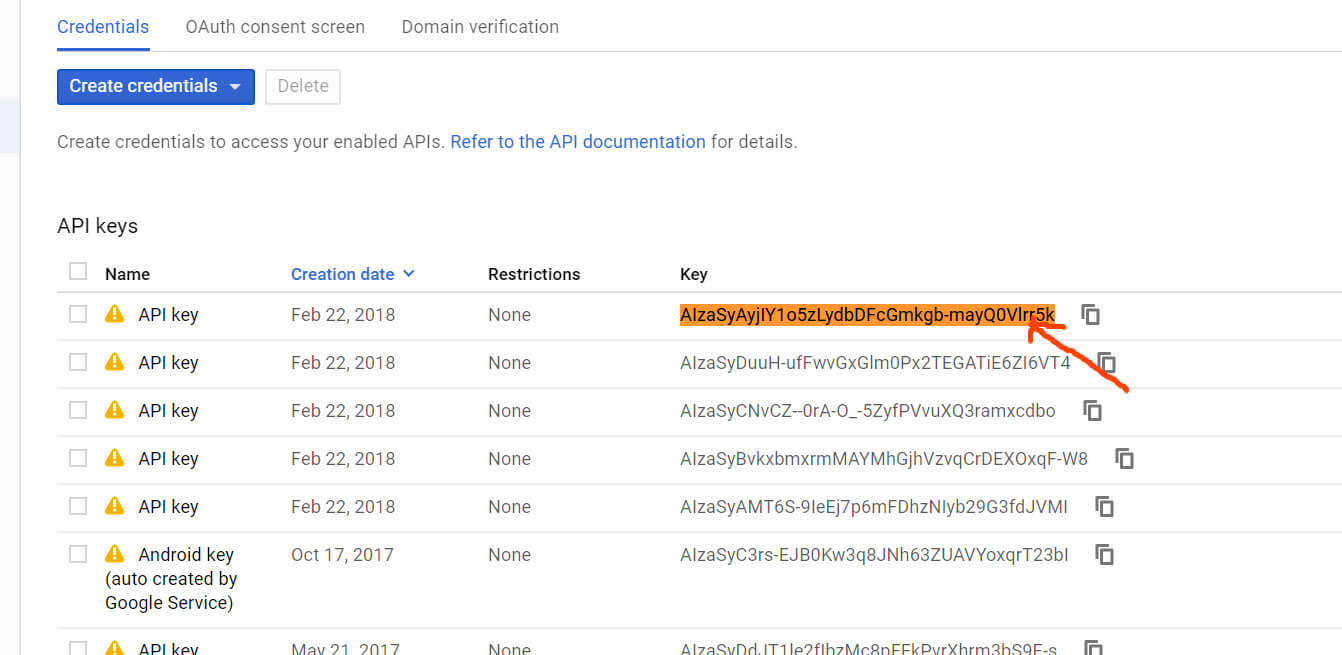 Credentials OAuth consent screen Domain verification
Create credentials Delete
Create credentials to access your enabled APIs. Refer to the API documentation for details.
API keys
Name Creation date Restrictions Key
API key Feb 22, 2018 None AIzaSyAyjIY1o5zLydbDFcGmkgb-mayQ0Vlrr5k
API key Feb 22, 2018 None AIzaSyDuuH-ufFwvGxGlm0Px2TEGATiE6ZI6VT4
API key Feb 22, 2018 None AIzaSyCNvCZ--0rA-O_-5ZyfPVvuXQ3ramxcdbo
API key Feb 22, 2018 None AIzaSyBvkxbmxrmMAYMhGjhVzvqCrDEXOxqF-W8
API key Feb 22, 2018 None AIzaSyAMT6S-9IeEj7p6mFDhzNIyb29G3fdJVMI
Android key Oct 17, 2017 None AIzaSyC3rs-EJB0Kw3q8JNh63ZUAVYoxqrT23bI
(auto created by
Google Service)
API key May 21, 2017 None